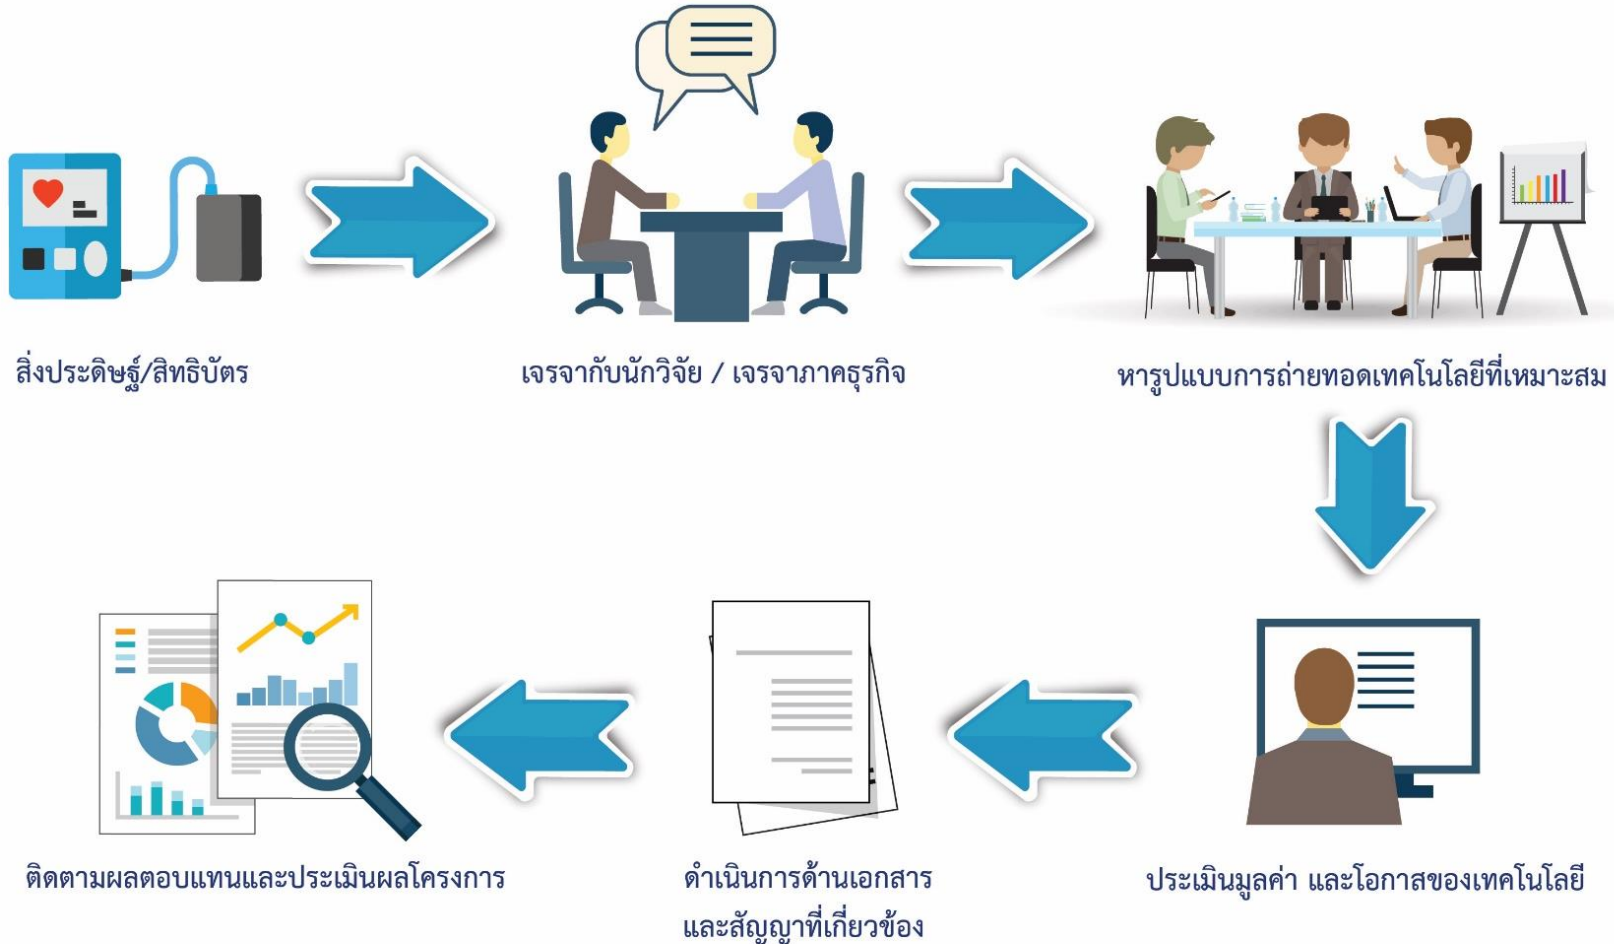 สิ่งประดิษฐ์/สิทธิบัตร
เจรจากับนักวิจัย / เจรจาภาคธุรกิจ
หารูปแบบการถ่ายทอดเทคโนโลยีที่เหมาะสม
ประเมินมูลค่า และโอกาสของเทคโนโลยี
ดำเนินการด้านเอกสาร
และสัญญาที่เกี่ยวข้อง
ติดตามผลตอบแทนและประเมินผลโครงการ